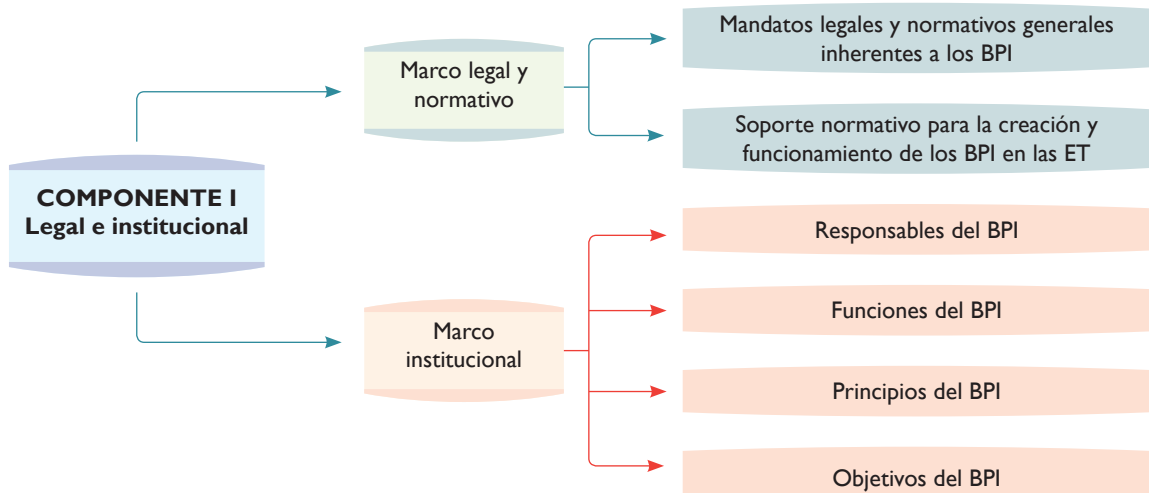 COMPONENTE I
Legal e institucional
Marco legal y
normativo
Mandatos legales y normativos generales
inherentes a los BPI
Soporte normativo para la creación y
funcionamiento de los BPI en las ET
Marco
institucional
Responsables del BPI
Funciones del BPI
Principios del BPI
Objetivos del BPI